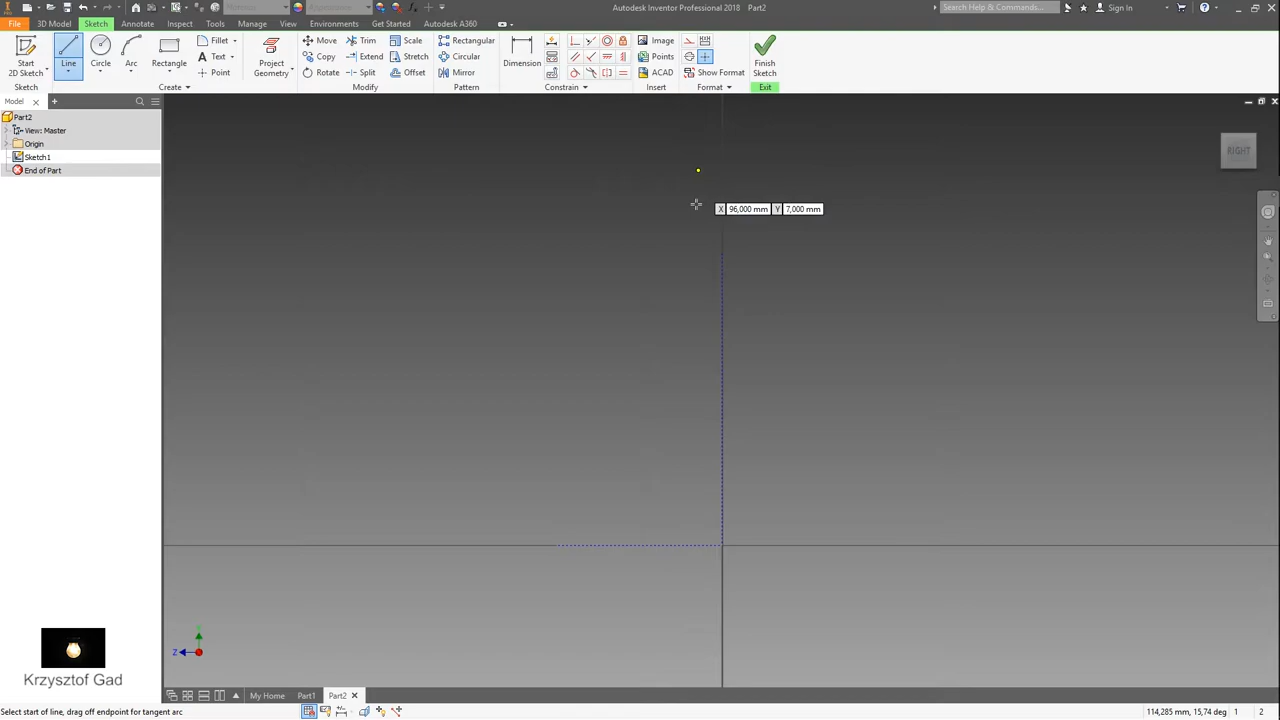 Autodesk Inventor Professional 2018 Part2
Search Help & Commands...
Sign In
File 3D Model Sketch Annotate Inspect Tools Manage View Environments Get Started Autodesk A360
Start
2D Sketch
Line
Circle
Arc
Rectangle
Fillet
Text
Point
Project
Geometry
Move
Copy
Rotate
Trim
Extend
Split
Scale
Stretch
Offset
Rectangular
Circular
Mirror
Dimension
Image
Points
ACAD
Show Format
Finish
Sketch
Sketch Create Modify Pattern Constrain Insert Format Exit
Model
Part2
View: Master
Origin
Sketch1
End of Part
RIGHT
X 96,000 mm Y 7,000 mm
Z
Krzysztof Gad
My Home Part1 Part2
Select start of line, drag off endpoint for tangent arc
114,285 mm, 15,74 deg 1 2